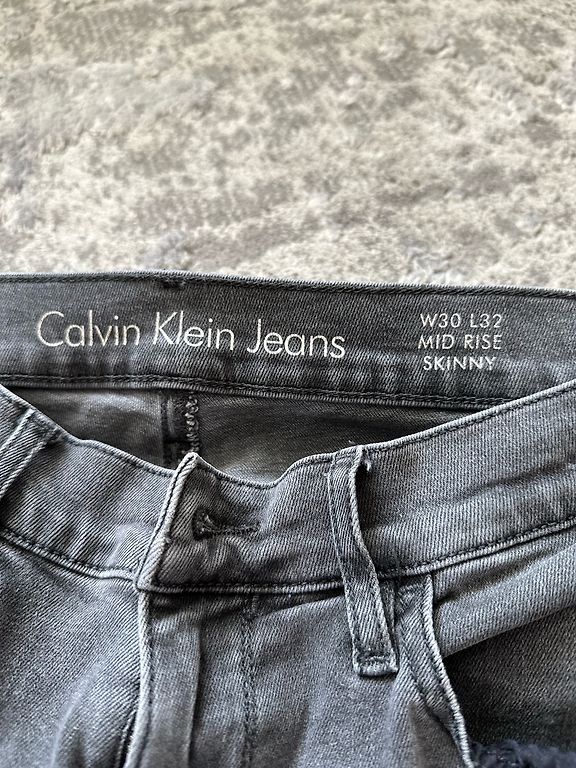 Calvin Klein Jeans
W30 L32
MID RISE
SKINNY